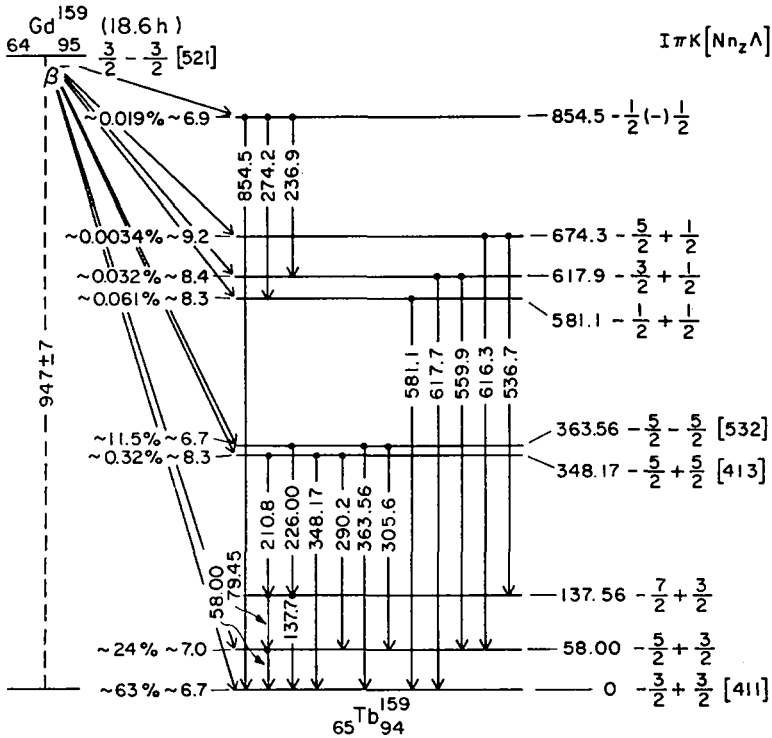 Gd159 (18.6h)
64 95 3/2 − 3/2 [521]
IπK[NnzΛ]
β−
~0.019% ~6.9
854.5 - 1/2 (-) 1/2
854.5
274.2
236.9
~0.0034% ~9.2
674.3 - 5/2 + 1/2
~0.032% ~8.4
617.9 - 3/2 + 1/2
~0.061% ~8.3
581.1 - 1/2 + 1/2
947±7
581.1
617.7
559.9
616.3
536.7
~11.5% ~6.7
363.56 - 5/2 - 5/2 [532]
~0.32% ~8.3
348.17 - 5/2 + 5/2 [413]
210.8
226.00
348.17
290.2
363.56
305.6
58.00
79.45
137.7
137.56 - 7/2 + 3/2
~24% ~7.0
58.00 - 5/2 + 3/2
~63% ~6.7
0 - 3/2 + 3/2 [411]
65Tb159 94